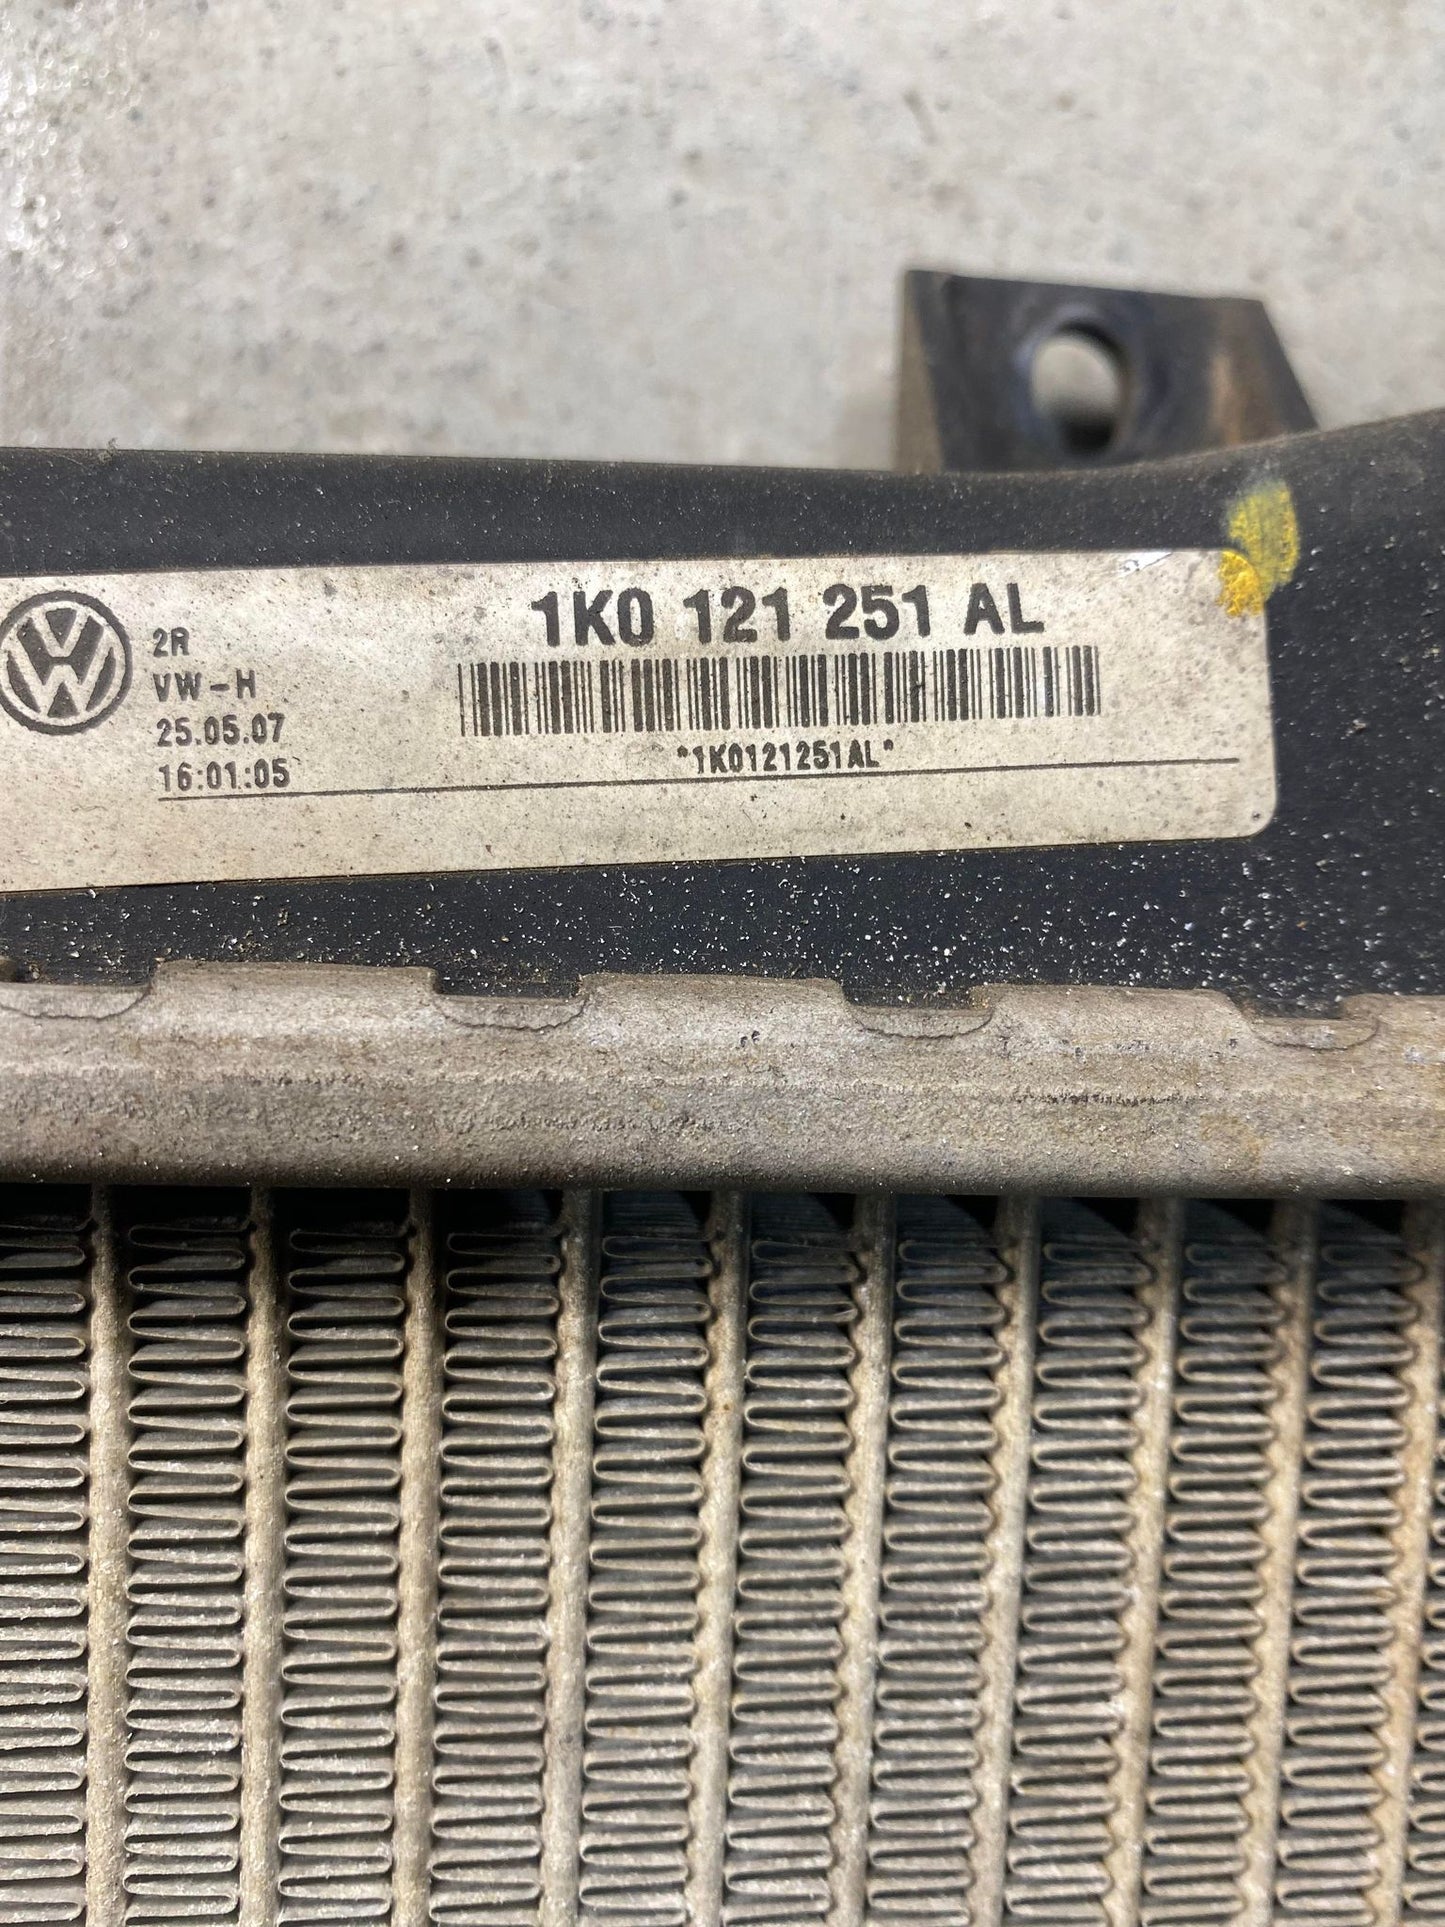 1K0 121 251 AL
2R
VW-H
25.05.07
16:01:05
*1K0121251AL*